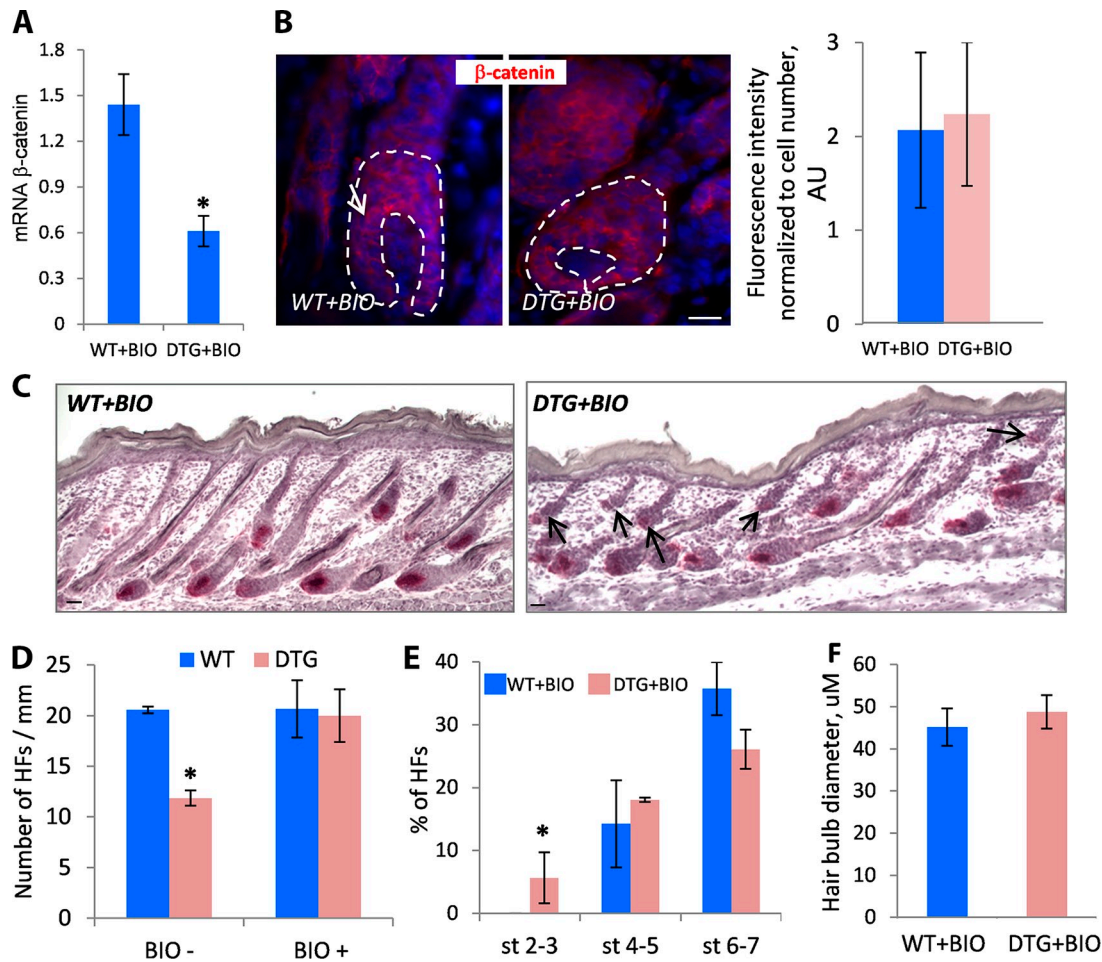 A
mRNA β-catenin
1.8
1.5
1.2
0.9
0.6
0.3
0
*
WT+BIO
DTG+BIO
B
β-catenin
WT+BIO
DTG+BIO
Fluorescence intensity
normalized to cell number,
AU
3
2
1
0
WT+BIO
DTG+BIO
C
WT+BIO
DTG+BIO
D
WT
DTG
Number of HFs / mm
25
20
15
10
5
0
*
BIO -
BIO +
E
WT+BIO
DTG+BIO
% of HFs
40
30
20
10
0
*
st 2-3
st 4-5
st 6-7
F
Hair bulb diameter, uM
60
50
40
30
20
10
0
WT+BIO
DTG+BIO